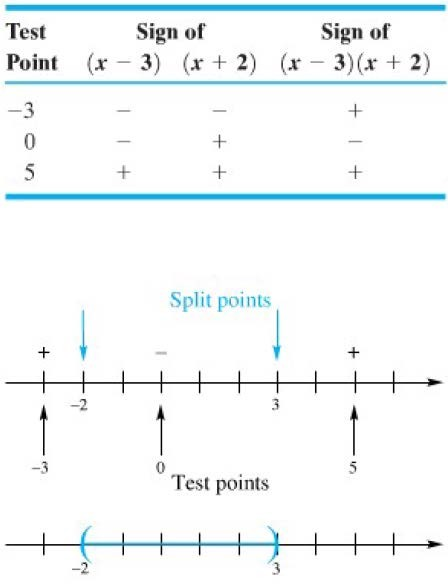 Test Sign of Sign of
Point (x − 3) (x + 2) (x − 3)(x + 2)
−3 − − +
0 − + −
5 + + +
Split points
+ − +
−2 3
−3 0 5
Test points
( )
−2 3